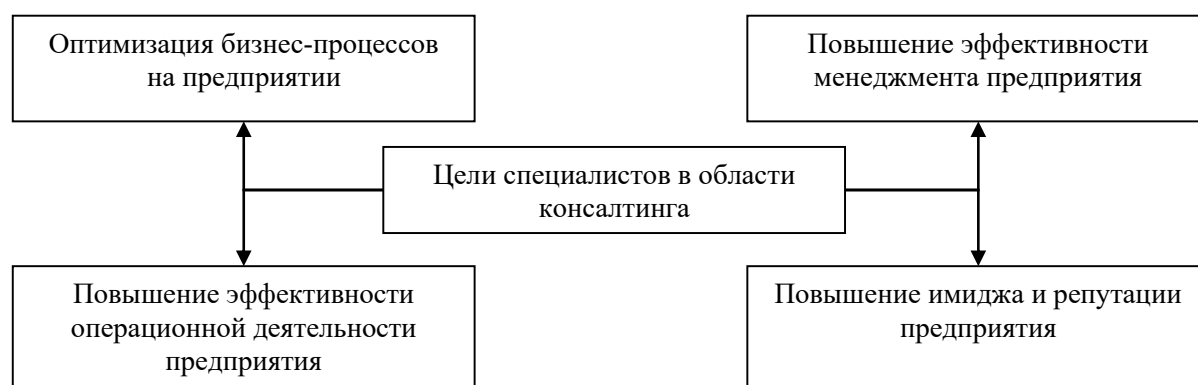 Оптимизация бизнес-процессов
на предприятии
Повышение эффективности
менеджмента предприятия
Цели специалистов в области
консалтинга
Повышение эффективности
операционной деятельности
предприятия
Повышение имиджа и репутации
предприятия